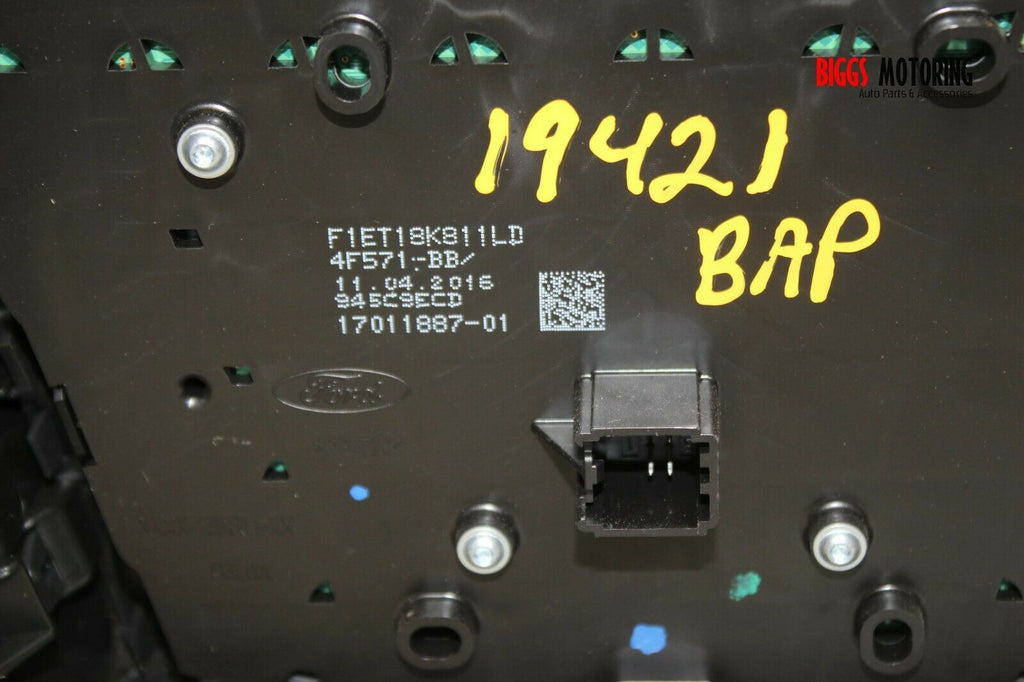 BIGGS MOTORING
Auto Parts & Accessories
19421
BAP
F1ET18K811LD
4F571-BB/
11.04.2016
945C9ECD
17011887-01
Ford